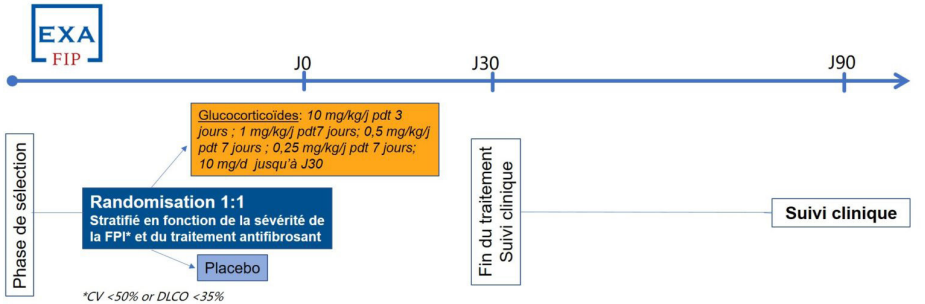 EXA
FIP
J0
J30
J90
Glucocorticoïdes: 10 mg/kg/j pdt 3
jours ; 1 mg/kg/j pdt7 jours; 0,5 mg/kg/j
pdt 7 jours ; 0,25 mg/kg/j pdt 7 jours;
10 mg/d jusqu'à J30
Phase de sélection
Randomisation 1:1
Stratifié en fonction de la sévérité de
la FPI* et du traitement antifibrosant
Placebo
*CV <50% or DLCO <35%
Fin du traitement
Suivi clinique
Suivi clinique